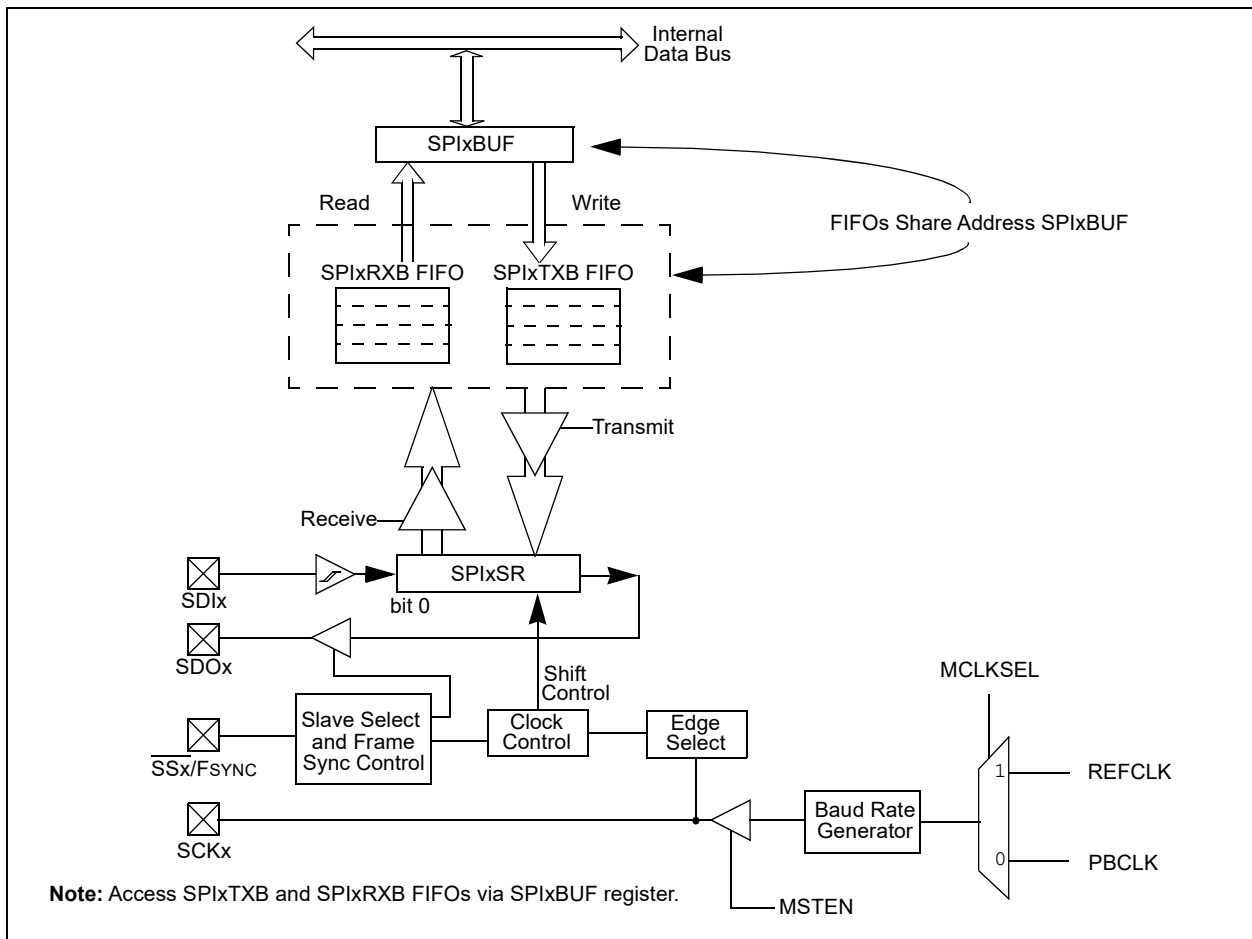 Internal
Data Bus
SPIxBUF
Read
Write
FIFOs Share Address SPIxBUF
SPIxRXB FIFO
SPIxTXB FIFO
Transmit
Receive
SPIxSR
bit 0
SDIx
SDOx
Shift
Control
MCLKSEL
Slave Select
and Frame
Sync Control
Clock
Control
Edge
Select
SSx/FSYNC
1
REFCLK
Baud Rate
Generator
SCKx
0
PBCLK
Note: Access SPIxTXB and SPIxRXB FIFOs via SPIxBUF register.
MSTEN